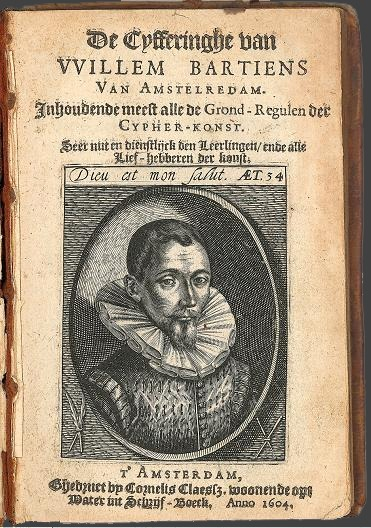 De Cyfferinghe van
VVILLEM BARTIENS
VAN AMSTELREDAM.
Inhoudende meest alle de Grond-Regulen der
CYPHER-KONST.
Seer nut en dienstlijck den Leerlingen/ ende alle
Lief-hebberen der konst.
Dieu est mon salut. ÆT. 34
T' AMSTERDAM,
Ghedruct by Cornelis Claesz. woonende opt
Water int Schrijf-Boeck. Anno 1604.